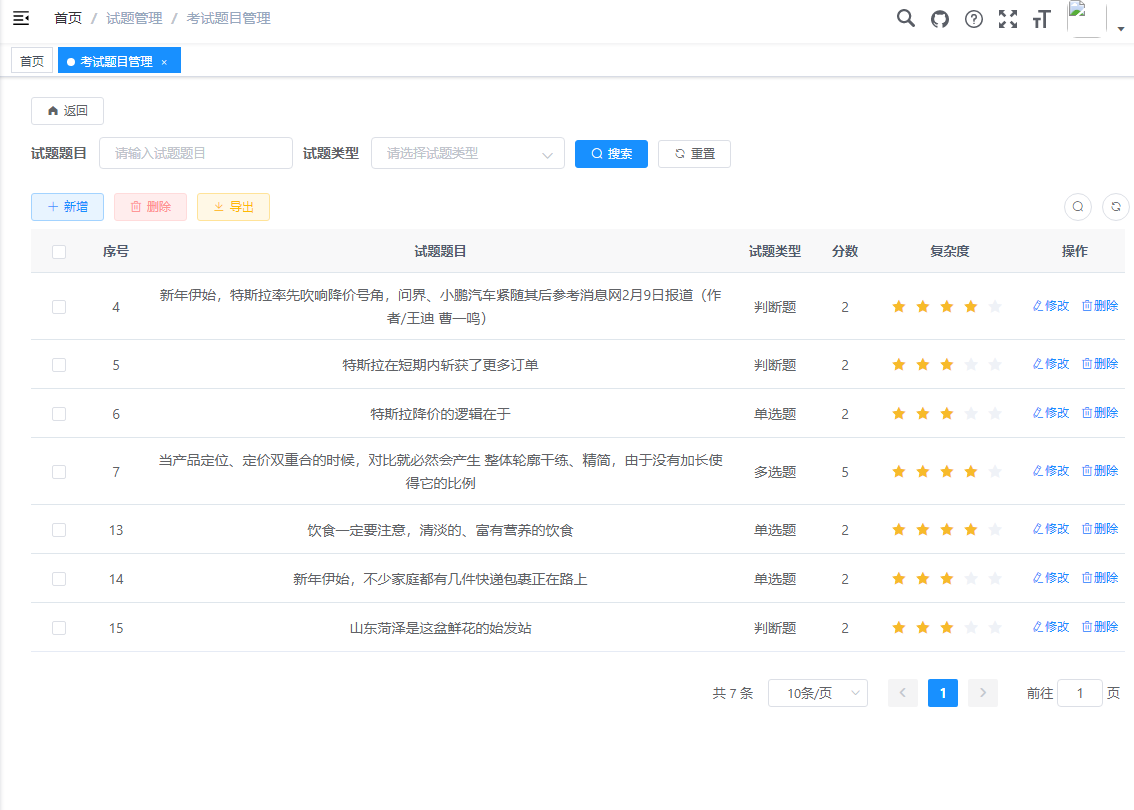 首页 / 试题管理 / 考试题目管理
首页 考试题目管理 ×
返回
试题题目 请输入试题题目 试题类型 请选择试题类型 搜索 重置
新增 删除 导出
序号 试题题目 试题类型 分数 复杂度 操作
4 新年伊始，特斯拉率先吹响降价号角，问界、小鹏汽车紧随其后参考消息网2月9日报道（作 判断题 2 修改 删除
者/王迪 曹一鸣）
5 特斯拉在短期内斩获了更多订单 判断题 2 修改 删除
6 特斯拉降价的逻辑在于 单选题 2 修改 删除
7 当产品定位、定价双重合的时候，对比就必然会产生 整体轮廓干练、精简，由于没有加长使 多选题 5 修改 删除
得它的比例
13 饮食一定要注意，清淡的、富有营养的饮食 单选题 2 修改 删除
14 新年伊始，不少家庭都有几件快递包裹正在路上 单选题 2 修改 删除
15 山东菏泽是这盆鲜花的始发站 判断题 2 修改 删除
共 7 条 10条/页 1 前往 1 页